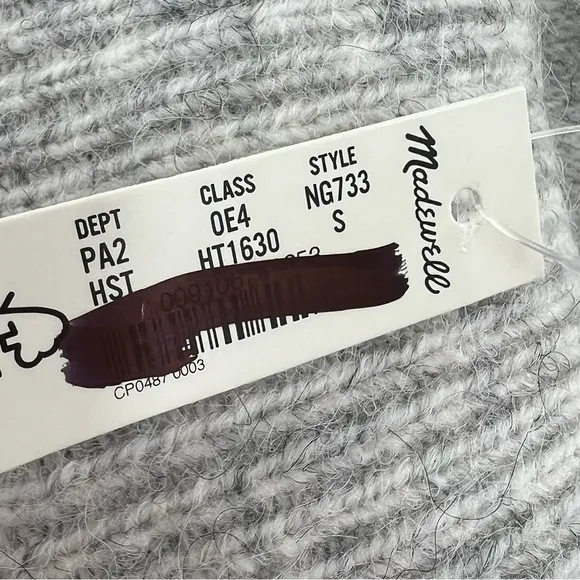 DEPT CLASS STYLE
PA2 0E4 NG733
HST HT1630 S
CP0487 0003
Madewell